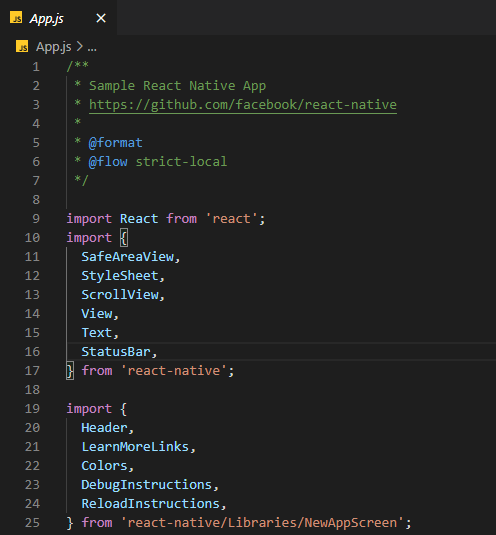 JS App.js ×
JS App.js > ...
1 /**
2  * Sample React Native App
3  * https://github.com/facebook/react-native
4  *
5  * @format
6  * @flow strict-local
7  */
8
9 import React from 'react';
10 import {
11   SafeAreaView,
12   StyleSheet,
13   ScrollView,
14   View,
15   Text,
16   StatusBar,
17 } from 'react-native';
18
19 import {
20   Header,
21   LearnMoreLinks,
22   Colors,
23   DebugInstructions,
24   ReloadInstructions,
25 } from 'react-native/Libraries/NewAppScreen';